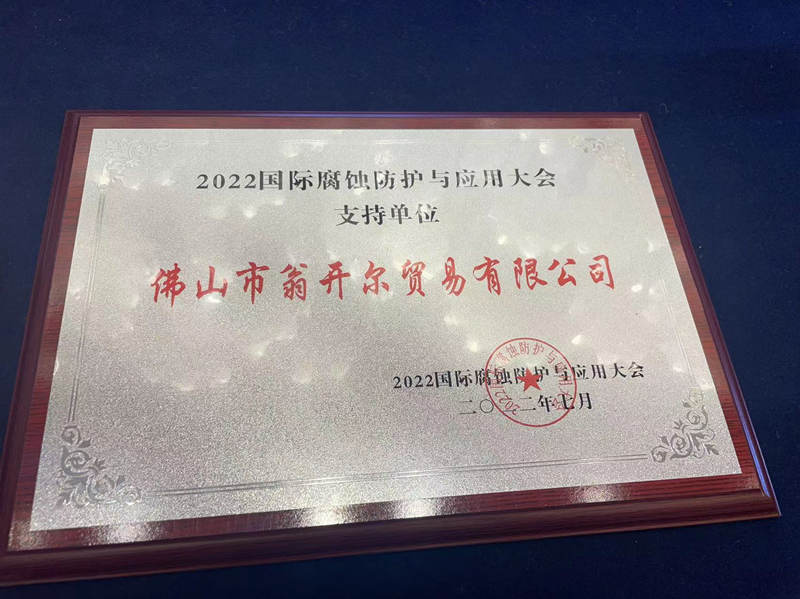 2022国际腐蚀防护与应用大会
支持单位
佛山市翁开尔贸易有限公司
2022国际腐蚀防护与应用大会
二〇二二年七月